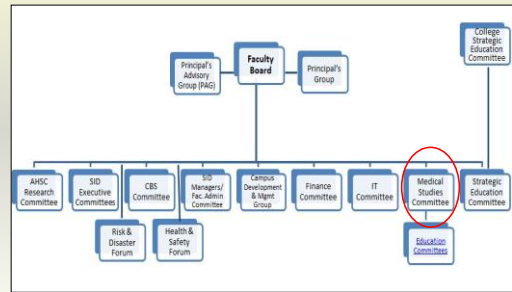 College
Strategic
Education
Committee
Principal's
Advisory
Group (PAG)
Faculty
Board
Principal's
Group
AHSC
Research
Committee
SID
Executive
Committees
CBS
Committee
SID
Managers/
Fac. Admin
Committee
Campus
Development
& Mgmt
Group
Finance
Committee
IT
Committee
Medical
Studies
Committee
Strategic
Education
Committee
Risk &
Disaster
Forum
Health &
Safety
Forum
Education
Committees